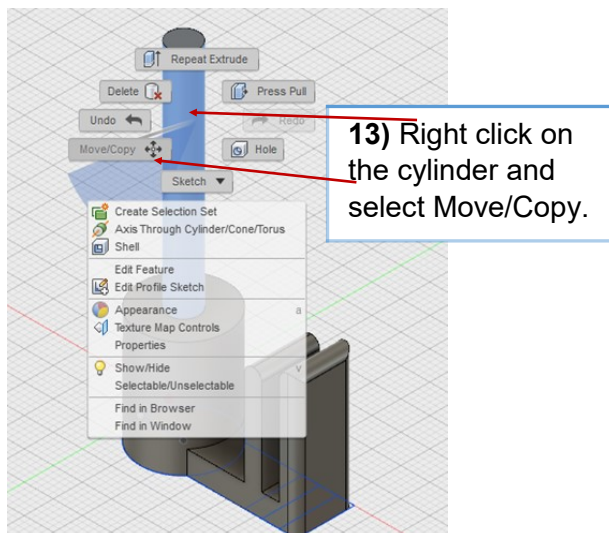 Repeat Extrude
Delete
Press Pull
Undo
Redo
Move/Copy
Hole
Sketch
13) Right click on
the cylinder and
select Move/Copy.
Create Selection Set
Axis Through Cylinder/Cone/Torus
Shell
Edit Feature
Edit Profile Sketch
Appearance a
Texture Map Controls
Properties
Show/Hide v
Selectable/Unselectable
Find in Browser
Find in Window